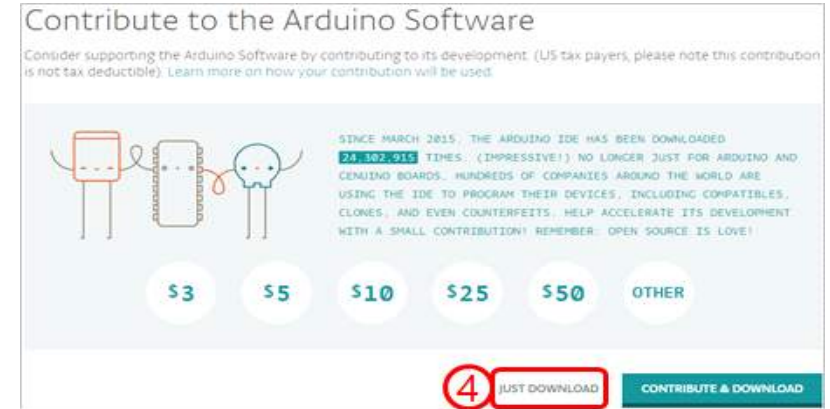 Contribute to the Arduino Software
Consider supporting the Arduino Software by contributing to its development. (US tax payers, please note this contribution
is not tax deductible). Learn more on how your contribution will be used.
SINCE MARCH 2015, THE ARDUINO IDE HAS BEEN DOWNLOADED
24,302,915 TIMES. (IMPRESSIVE!) NO LONGER JUST FOR ARDUINO AND
GENUINO BOARDS, HUNDREDS OF COMPANIES AROUND THE WORLD ARE
USING THE IDE TO PROGRAM THEIR DEVICES, INCLUDING COMPATIBLES,
CLONES, AND EVEN COUNTERFEITS. HELP ACCELERATE ITS DEVELOPMENT
WITH A SMALL CONTRIBUTION! REMEMBER: OPEN SOURCE IS LOVE!
$3 $5 $10 $25 $50 OTHER
4 JUST DOWNLOAD CONTRIBUTE & DOWNLOAD